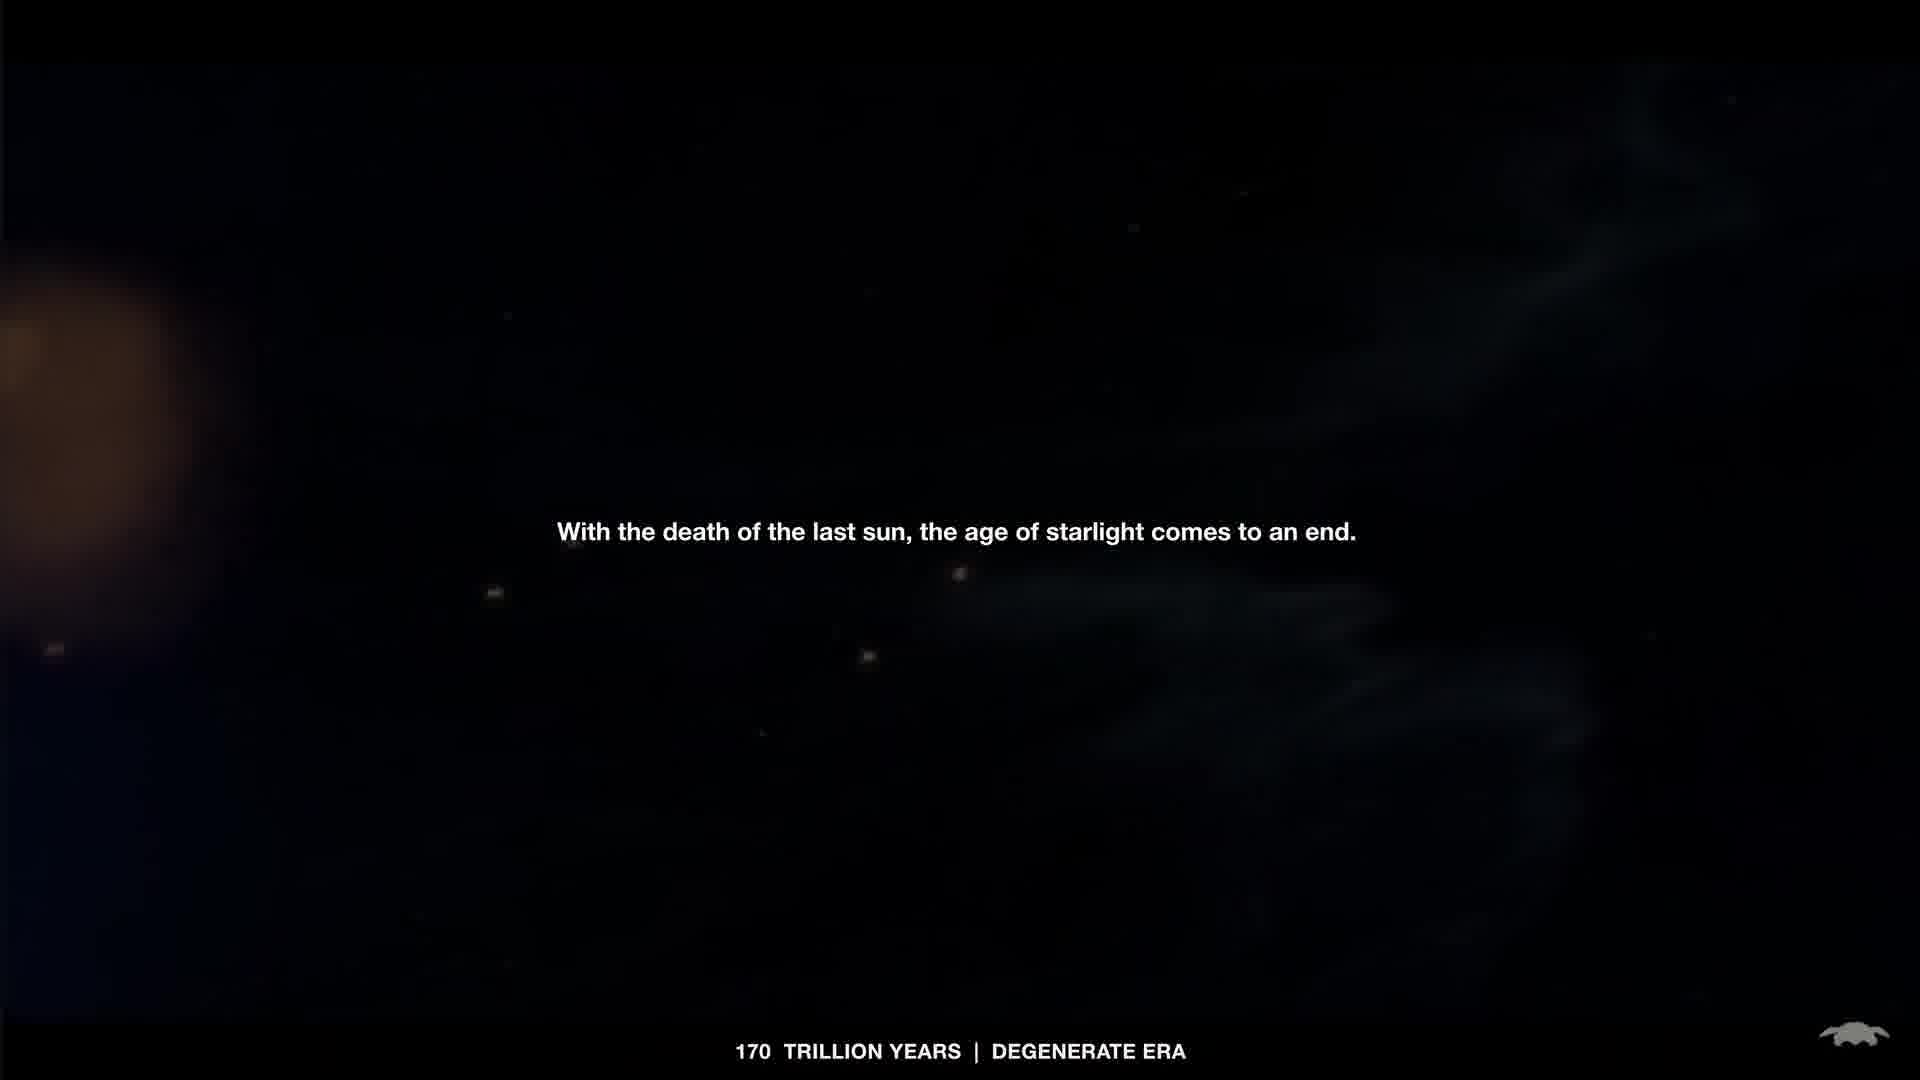 With the death of the last sun, the age of starlight comes to an end.
170 TRILLION YEARS | DEGENERATE ERA